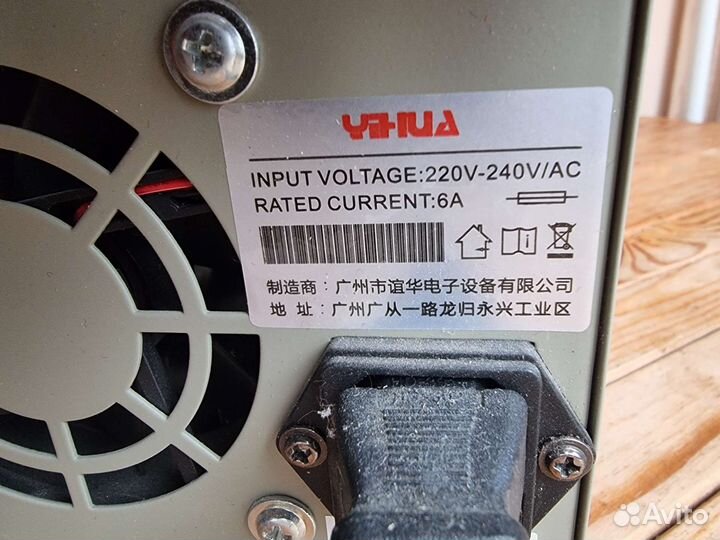 YIHUA
INPUT VOLTAGE:220V-240V/AC
RATED CURRENT:6A
制造商：广州市谊华电子设备有限公司
地 址：广州广从一路龙归永兴工业区
Avito